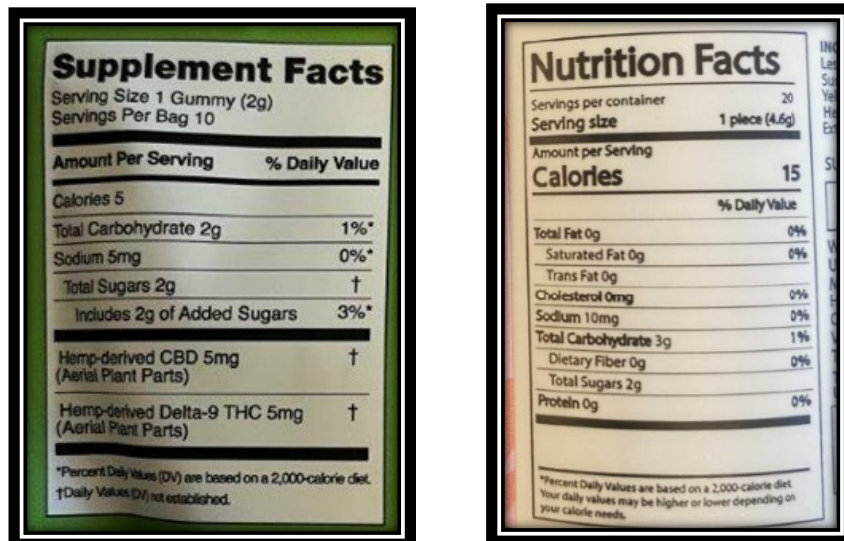 Supplement Facts
Serving Size 1 Gummy (2g)
Servings Per Bag 10
Amount Per Serving % Daily Value
Calories 5
Total Carbohydrate 2g 1%*
Sodium 5mg 0%*
Total Sugars 2g †
Includes 2g of Added Sugars 3%*
Hemp-derived CBD 5mg †
(Aerial Plant Parts)
Hemp-derived Delta-9 THC 5mg †
(Aerial Plant Parts)
*Percent Daily Values (DV) are based on a 2,000-calorie diet.
†Daily Values (DV) not established.
Nutrition Facts
Servings per container 20
Serving size 1 piece (4.6g)
Amount per Serving
Calories 15
% Daily Value
Total Fat 0g 0%
Saturated Fat 0g 0%
Trans Fat 0g
Cholesterol 0mg 0%
Sodium 10mg 0%
Total Carbohydrate 3g 1%
Dietary Fiber 0g 0%
Total Sugars 2g
Protein 0g 0%
*Percent Daily Values are based on a 2,000-calorie diet.
Your daily values may be higher or lower depending on
your calorie needs.